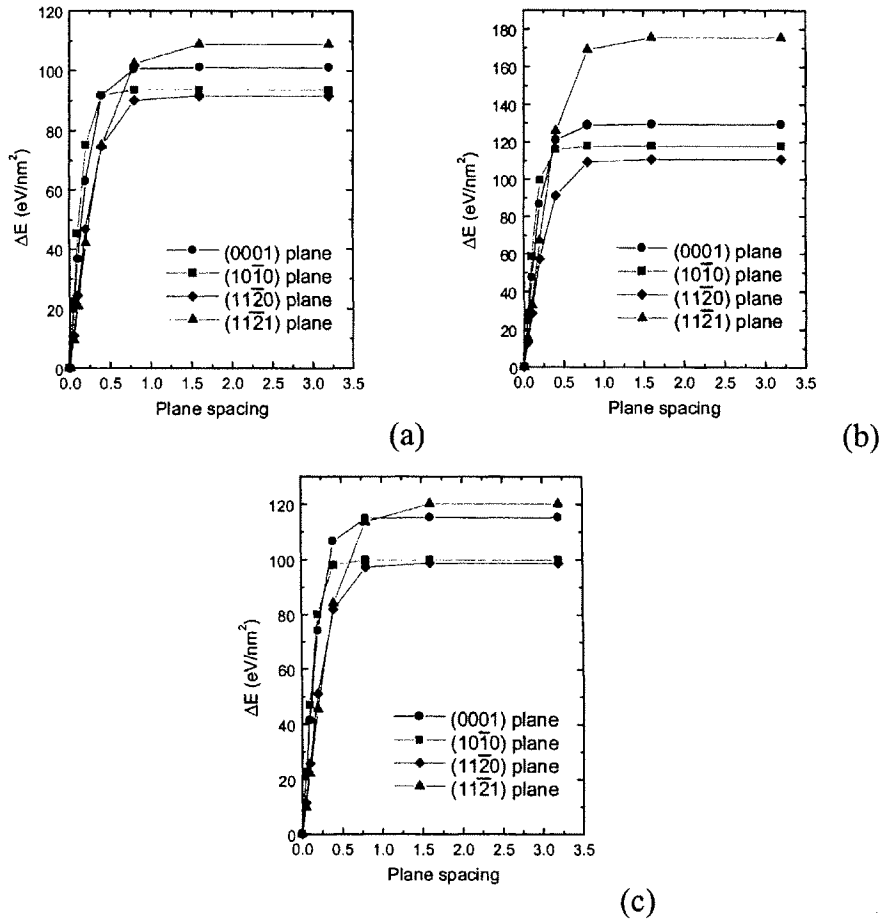 120
100
80
60
40
20
0
ΔE (eV/nm²)
(0001) plane
(101̅0) plane
(112̅0) plane
(112̅1) plane
0.0 0.5 1.0 1.5 2.0 2.5 3.0 3.5
Plane spacing
(a)
180
160
140
120
100
80
60
40
20
0
ΔE (eV/nm²)
(0001) plane
(101̅0) plane
(112̅0) plane
(112̅1) plane
0.0 0.5 1.0 1.5 2.0 2.5 3.0 3.5
Plane spacing
(b)
120
100
80
60
40
20
0
ΔE (eV/nm²)
(0001) plane
(101̅0) plane
(112̅0) plane
(112̅1) plane
0.0 0.5 1.0 1.5 2.0 2.5 3.0 3.5
Plane spacing
(c)